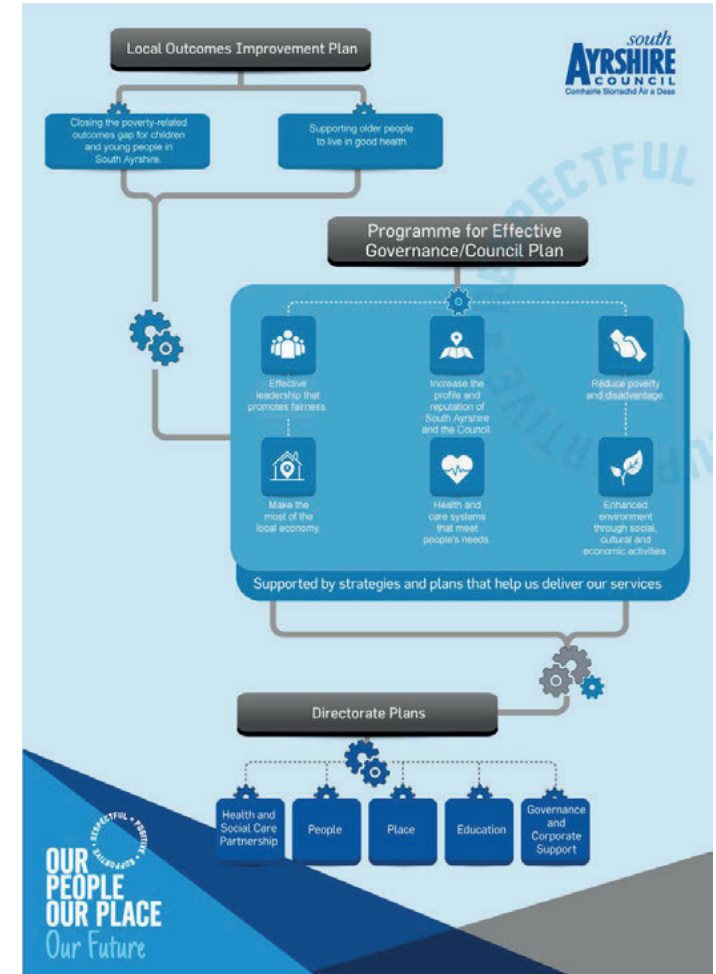 Local Outcomes Improvement Plan
south
AYRSHIRE
COUNCIL
Comhairle Siorrachd Àir a Deas
Closing the poverty-related
outcomes gap for children
and young people in
South Ayrshire.
Supporting older people
to live in good health.
Programme for Effective
Governance/Council Plan
Effective
leadership that
promotes fairness.
Increase the
profile and
reputation of
South Ayrshire
and the Council.
Reduce poverty
and disadvantage.
Make the
most of the
local economy.
Health and
care systems
that meet
people's needs.
Enhanced
environment
through social,
cultural and
economic activities.
Supported by strategies and plans that help us deliver our services
Directorate Plans
Health and
Social Care
Partnership
People
Place
Education
Governance
and
Corporate
Support
RESPECTFUL • POSITIVE • SUPPORTIVE •
OUR
PEOPLE
OUR PLACE
Our Future